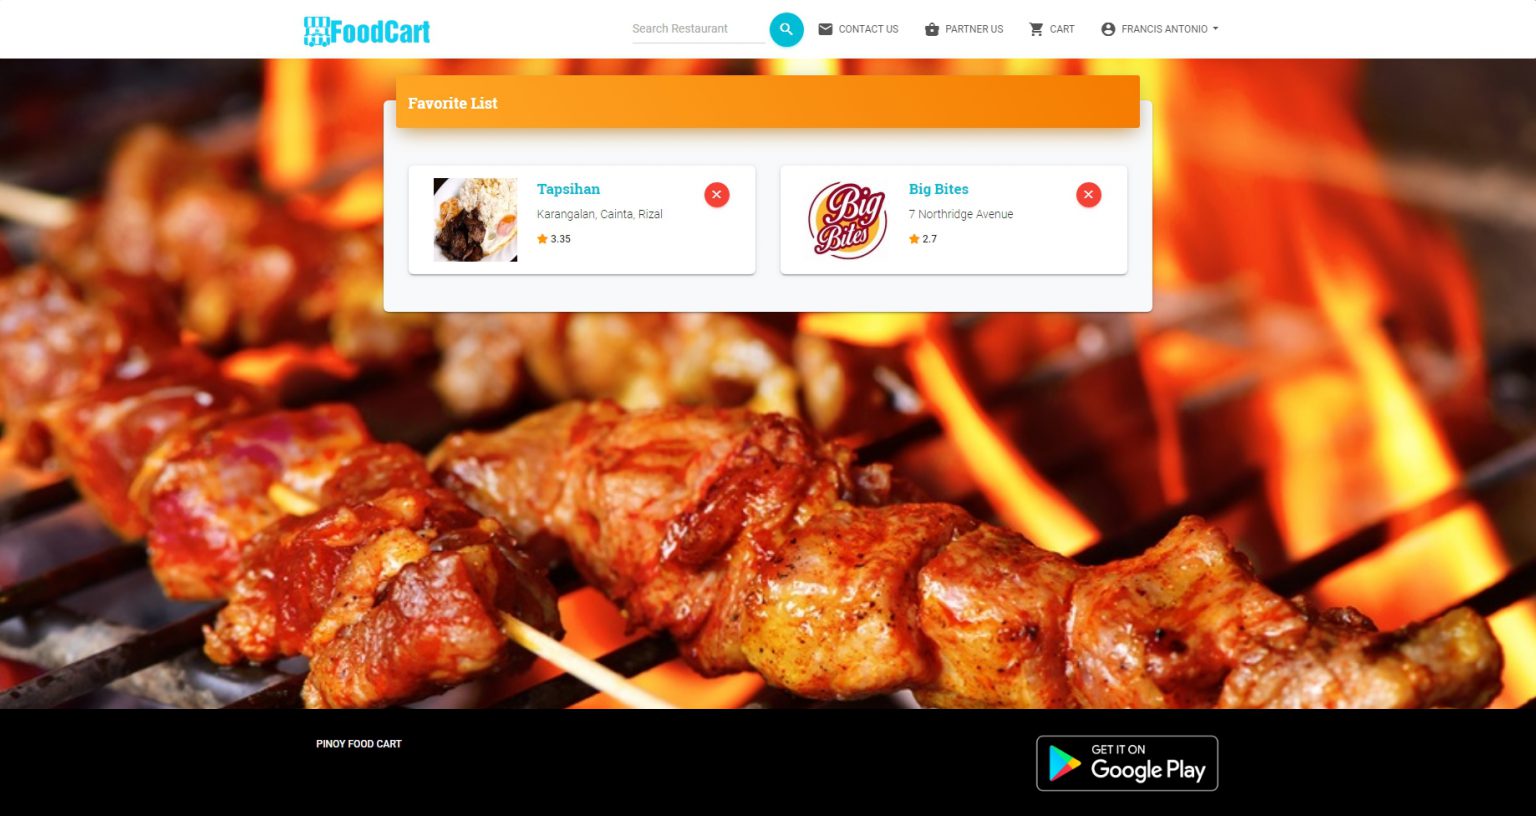 FoodCart
Search Restaurant
CONTACT US
PARTNER US
CART
FRANCIS ANTONIO
Favorite List
Tapsihan
Karangalan, Cainta, Rizal
3.35
Big Bites
Big Bites
7 Northridge Avenue
2.7
PINOY FOOD CART
GET IT ON
Google Play